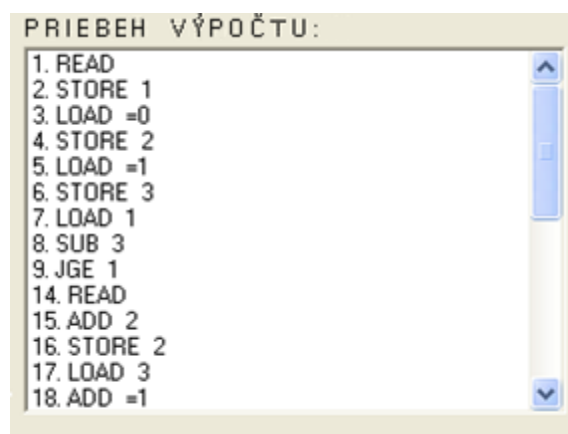 PRIEBEH VÝPOČTU:
1. READ
2. STORE 1
3. LOAD =0
4. STORE 2
5. LOAD =1
6. STORE 3
7. LOAD 1
8. SUB 3
9. JGE 1
14. READ
15. ADD 2
16. STORE 2
17. LOAD 3
18. ADD =1